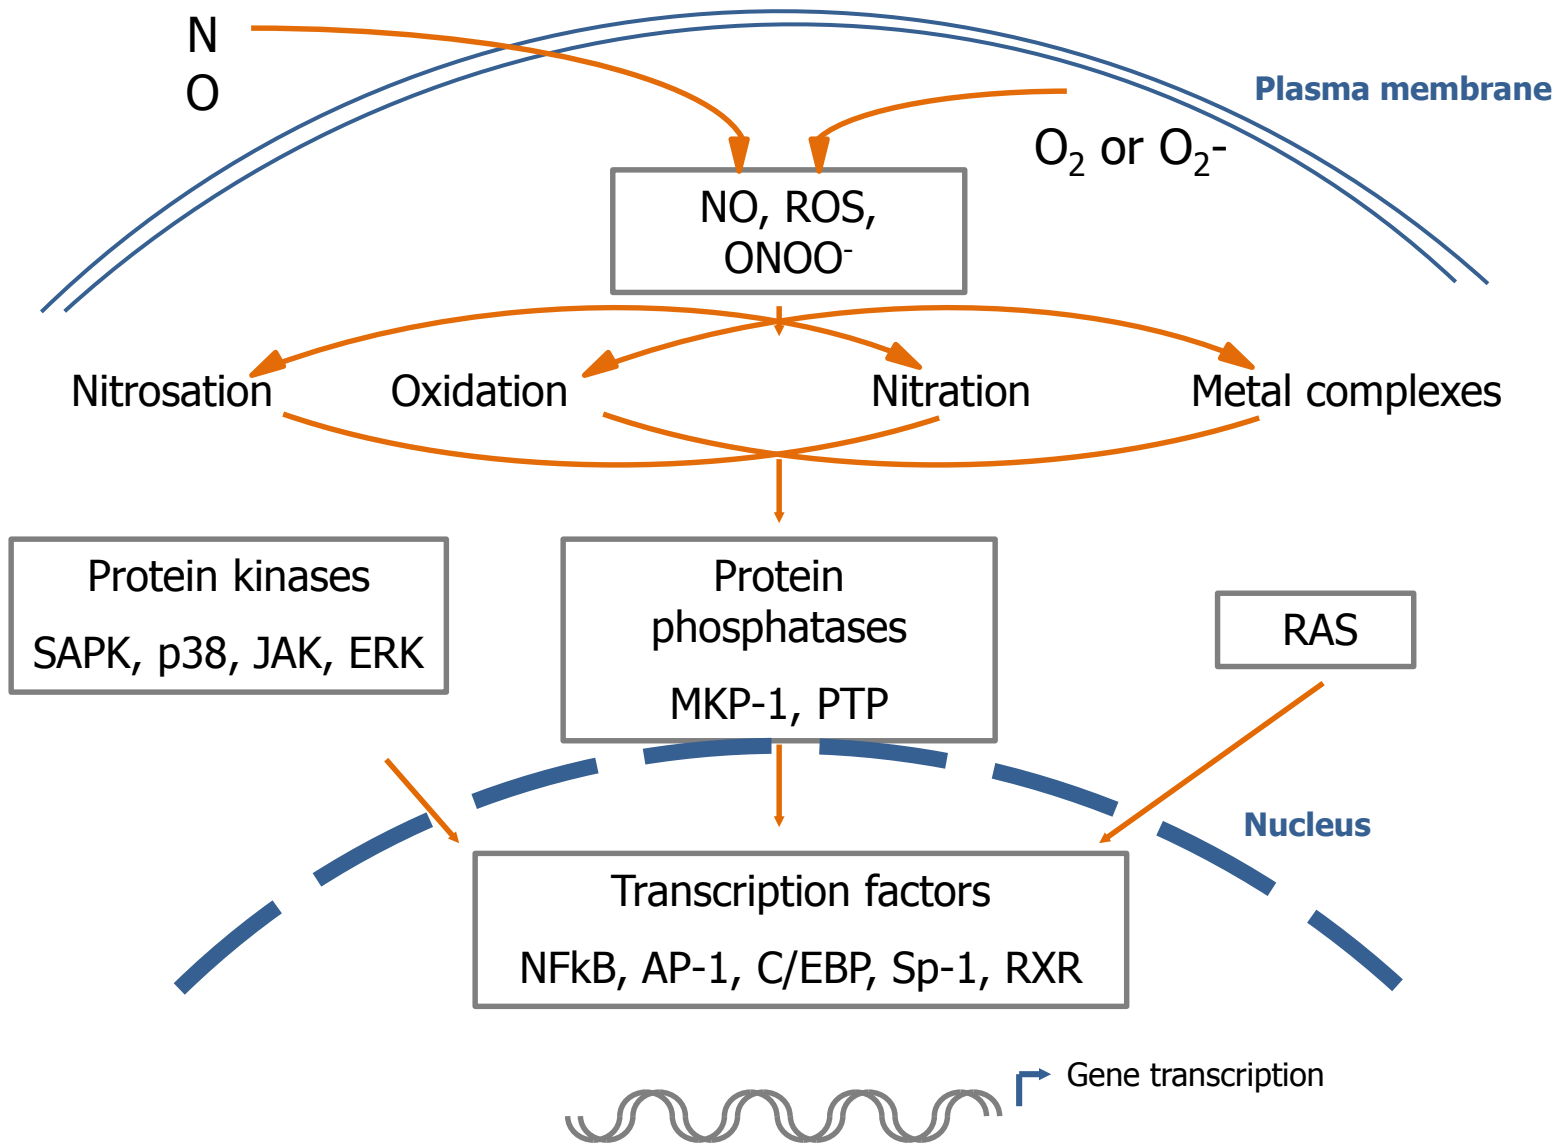 N
O
Plasma membrane
O₂ or O₂-
NO, ROS,
ONOO⁻
Nitrosation
Oxidation
Nitration
Metal complexes
Protein kinases
SAPK, p38, JAK, ERK
Protein
phosphatases
MKP-1, PTP
RAS
Nucleus
Transcription factors
NFkB, AP-1, C/EBP, Sp-1, RXR
Gene transcription